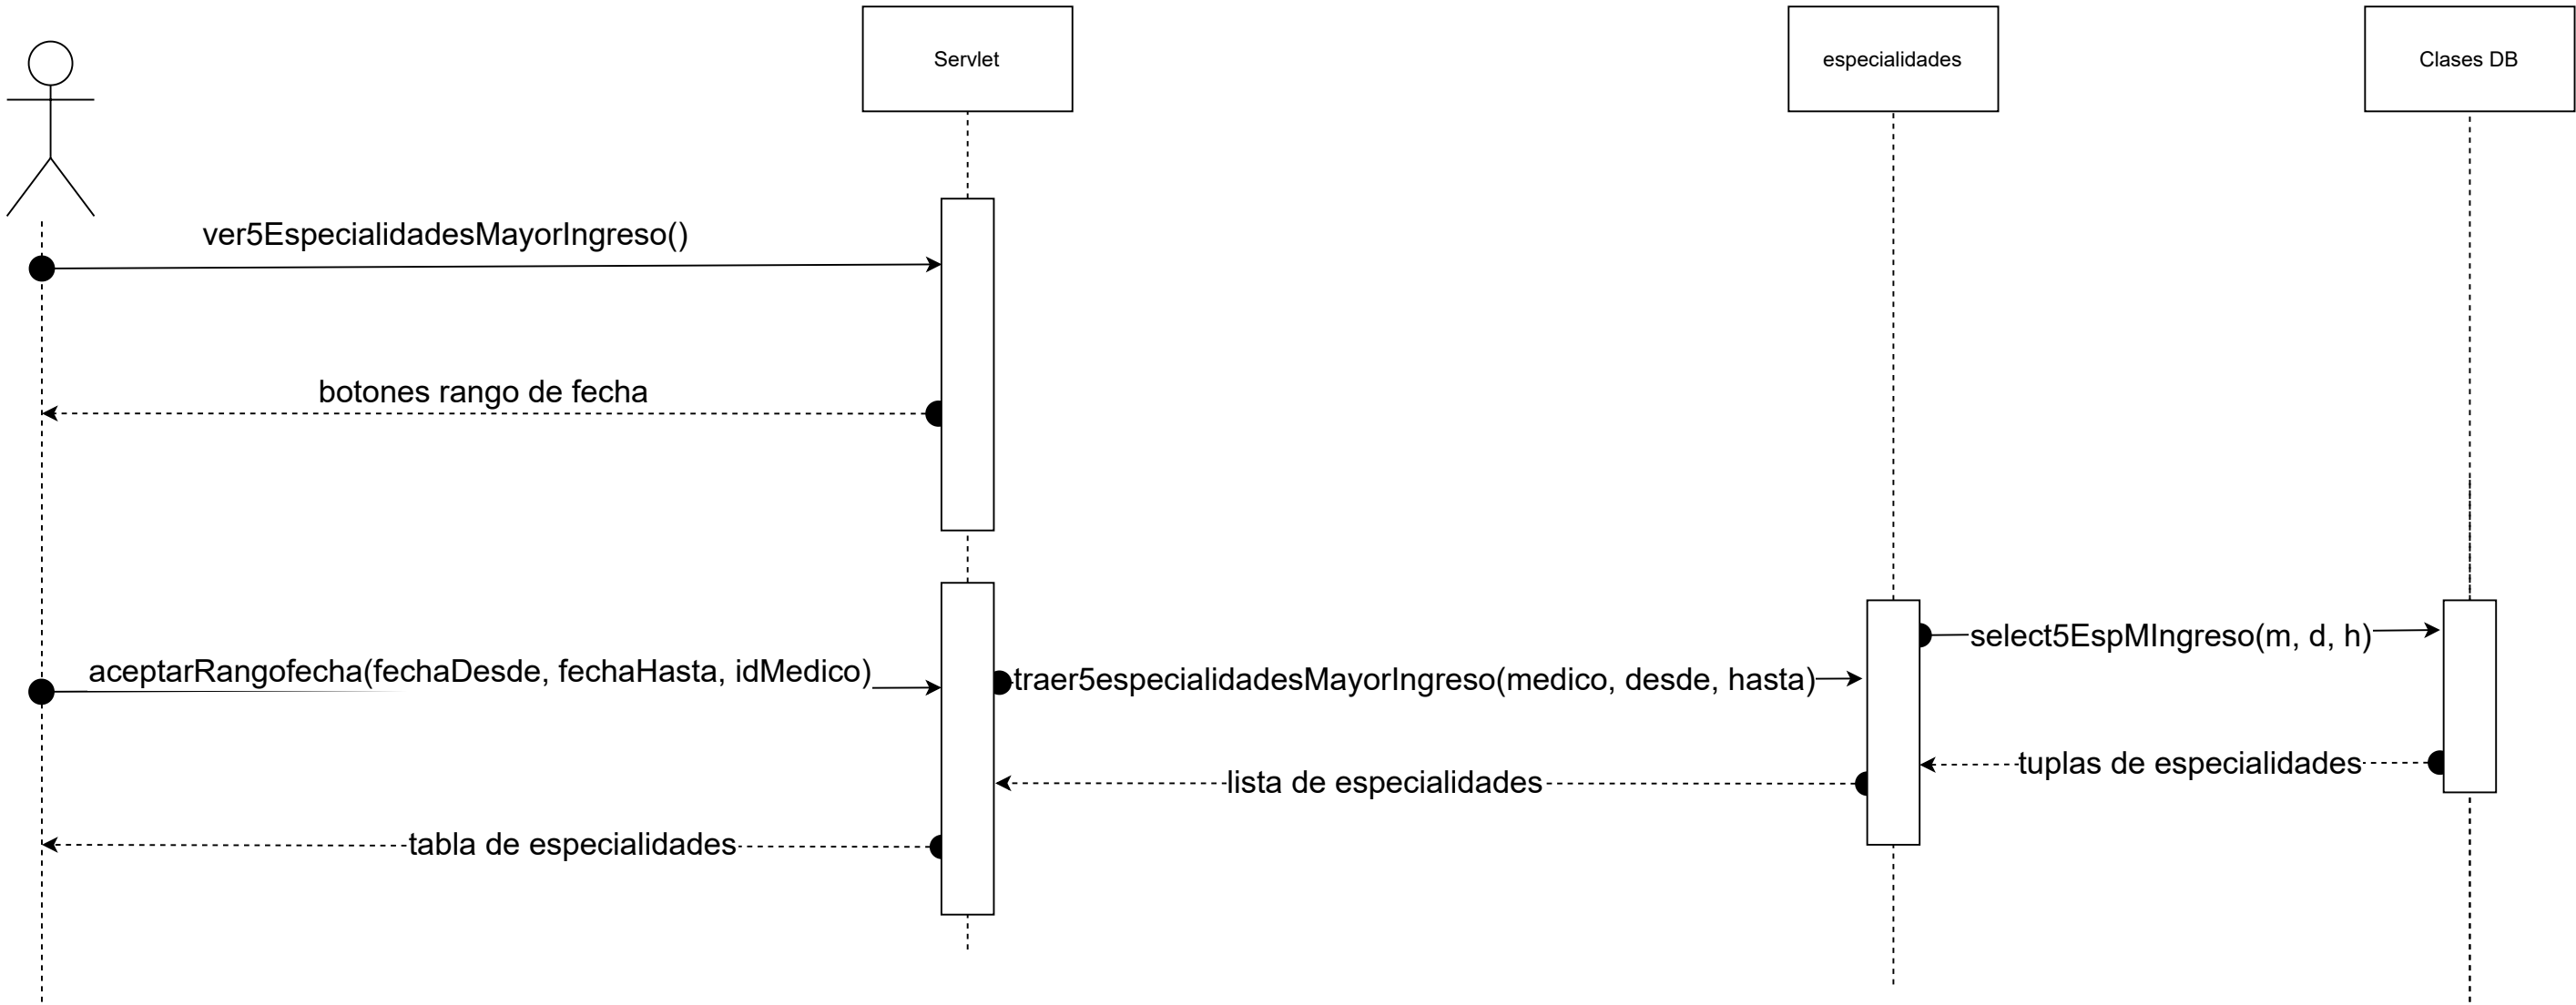 Servlet
especialidades
Clases DB
ver5EspecialidadesMayorIngreso()
botones rango de fecha
select5EspMIngreso(m, d, h)
aceptarRangofecha(fechaDesde, fechaHasta, idMedico)
traer5especialidadesMayorIngreso(medico, desde, hasta)
tuplas de especialidades
lista de especialidades
tabla de especialidades